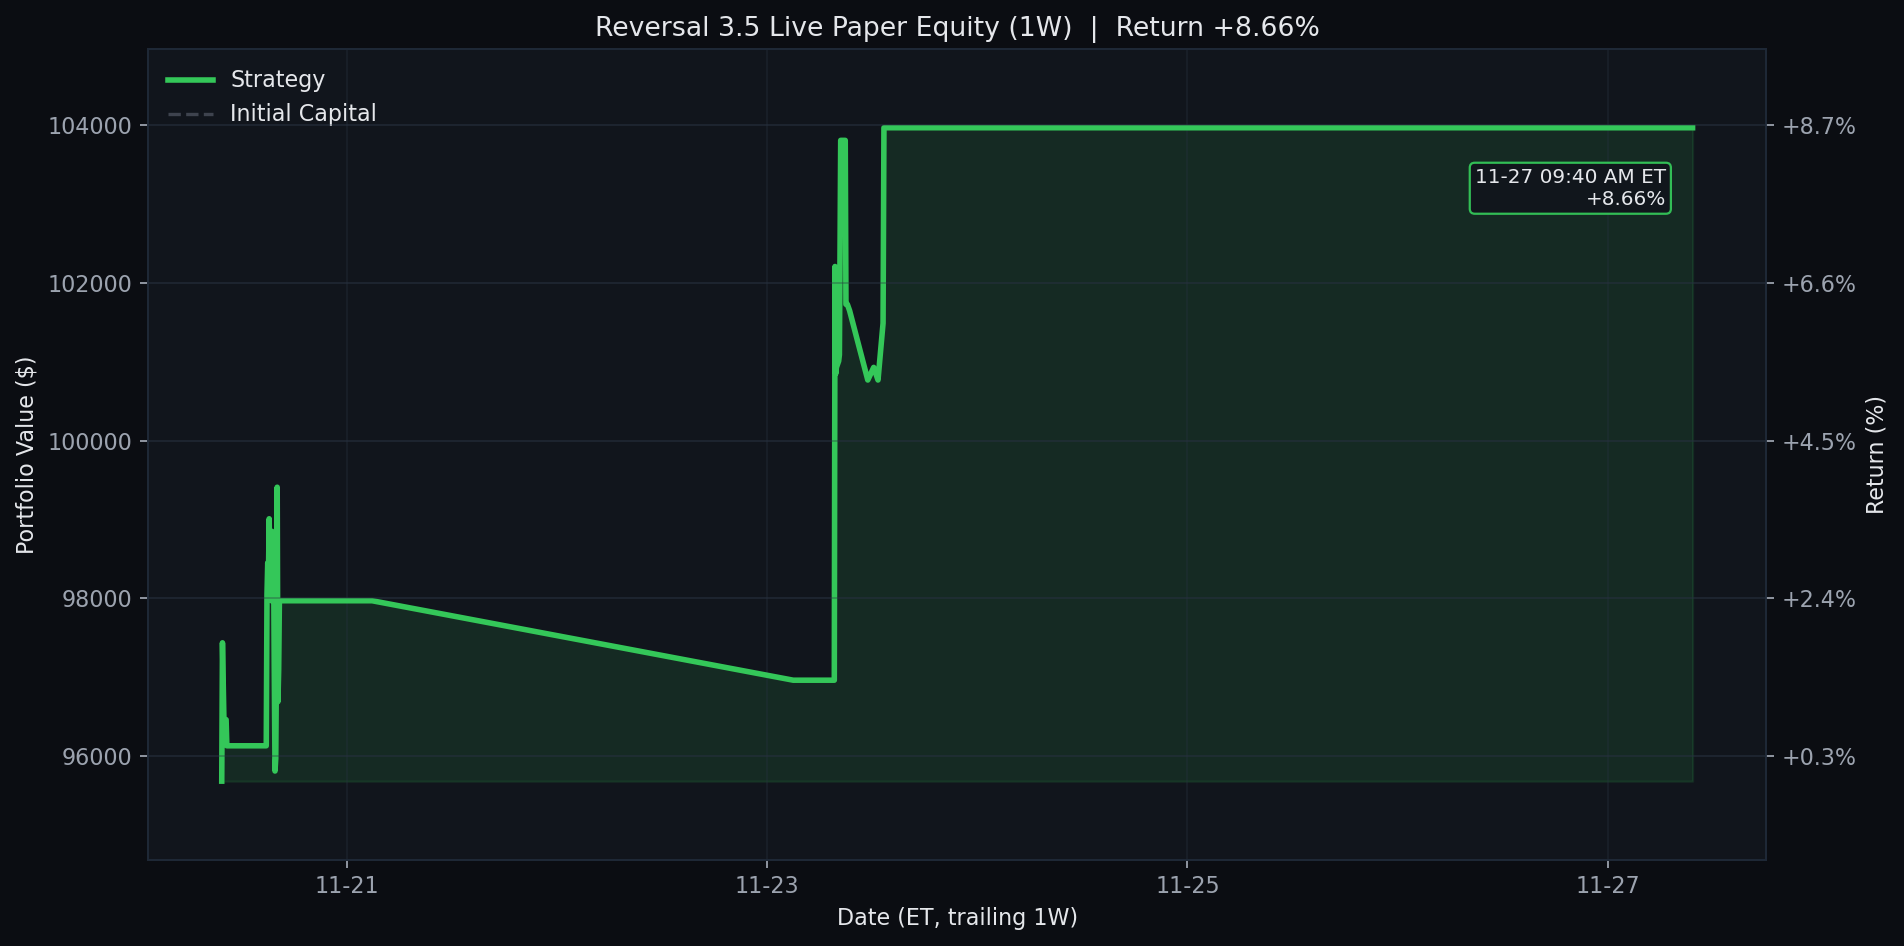 Reversal 3.5 Live Paper Equity (1W)  |  Return +8.66%
Strategy
Initial Capital
104000
102000
100000
98000
96000
Portfolio Value ($)
11-27 09:40 AM ET
+8.66%
+8.7%
+6.6%
+4.5%
+2.4%
+0.3%
Return (%)
11-21
11-23
11-25
11-27
Date (ET, trailing 1W)